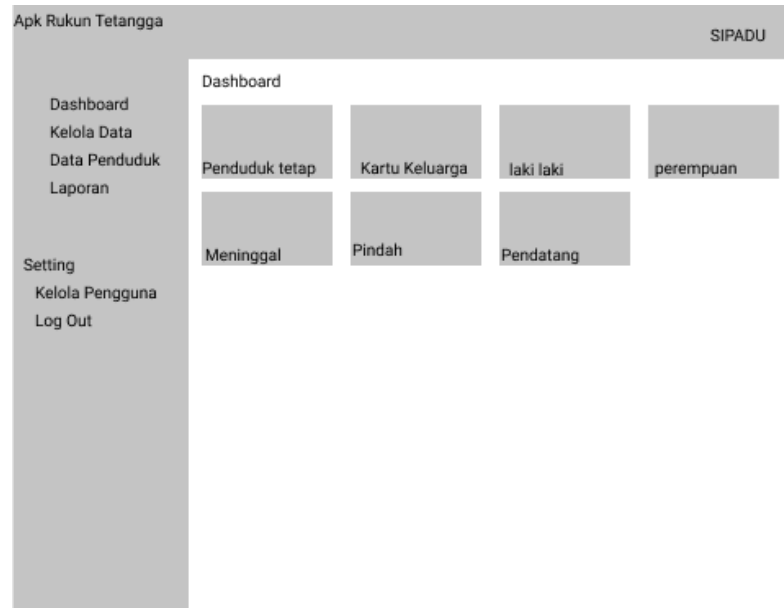 Apk Rukun Tetangga
SIPADU
Dashboard
Kelola Data
Data Penduduk
Laporan
Setting
Kelola Pengguna
Log Out
Dashboard
Penduduk tetap
Kartu Keluarga
laki laki
perempuan
Meninggal
Pindah
Pendatang